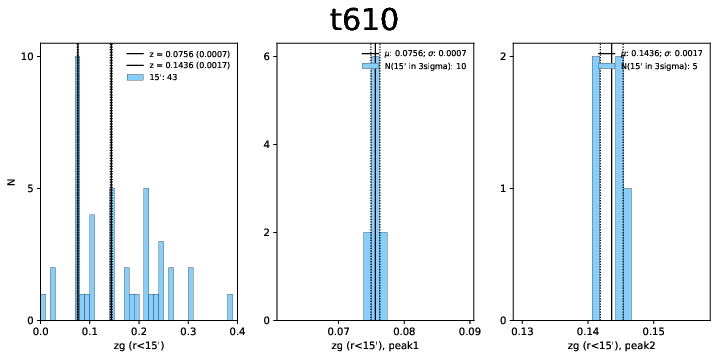 t610
z = 0.0756 (0.0007)
z = 0.1436 (0.0017)
15': 43
N
10
5
0
0.0 0.1 0.2 0.3 0.4
zg (r<15')
μ: 0.0756; σ: 0.0007
N(15' in 3sigma): 10
6
4
2
0
0.07 0.08 0.09
zg (r<15'), peak1
μ: 0.1436; σ: 0.0017
N(15' in 3sigma): 5
2
1
0
0.13 0.14 0.15
zg (r<15'), peak2